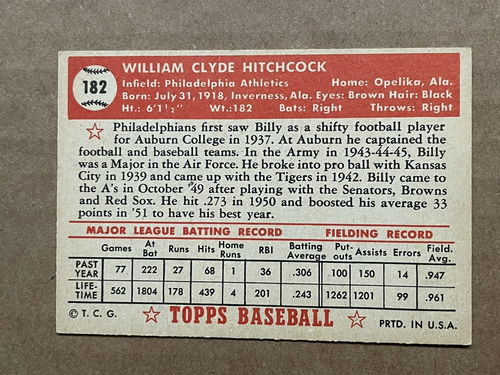 182
WILLIAM CLYDE HITCHCOCK
Infield: Philadelphia Athletics Home: Opelika, Ala.
Born: July 31, 1918, Inverness, Ala. Eyes: Brown Hair: Black
Ht.: 6'1½" Wt.: 182 Bats: Right Throws: Right
☆ Philadelphians first saw Billy as a shifty football player
for Auburn College in 1937. At Auburn he captained the
football and baseball teams. In the Army in 1943-44-45, Billy
was a Major in the Air Force. He broke into pro ball with Kansas
City in 1939 and came up with the Tigers in 1942. Billy came to
the A's in October '49 after playing with the Senators, Browns
and Red Sox. He hit .273 in 1950 and boosted his average 33
points in '51 to have his best year.
MAJOR LEAGUE BATTING RECORD FIELDING RECORD
Games At Bat Runs Hits Home Runs RBI Batting Average Put-outs Assists Errors Field. Avg.
PAST YEAR 77 222 27 68 1 36 .306 100 150 14 .947
LIFE-TIME 562 1804 178 439 4 201 .243 1262 1201 99 .961
© T. C. G. ☆ TOPPS BASEBALL ☆ PRTD. IN U.S.A.